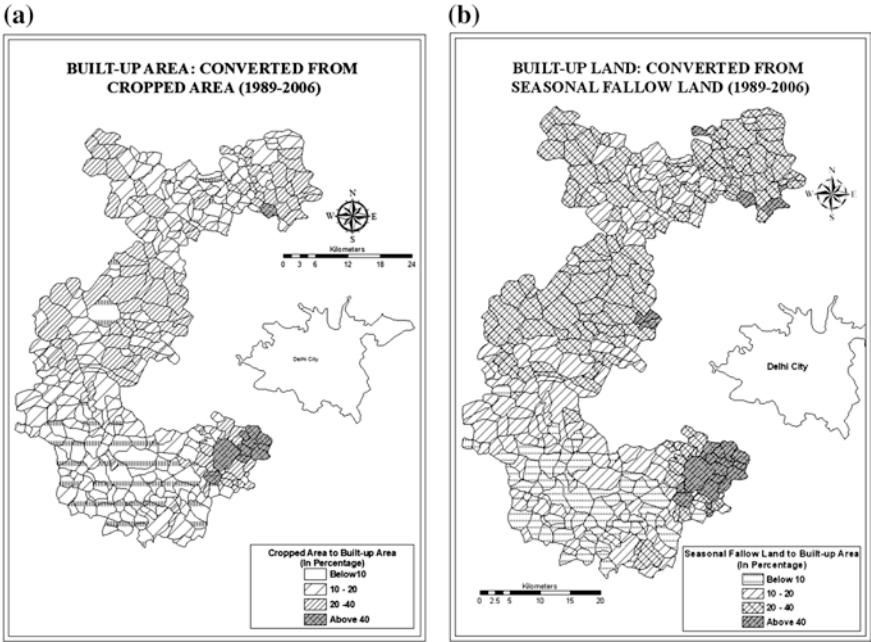 (a)
BUILT-UP AREA: CONVERTED FROM
CROPPED AREA (1989-2006)
N
W E
S
Kilometers
0 3 6 12 18 24
Delhi City
Cropped Area to Built-up Area
(In Percentage)
Below10
10 - 20
20 -40
Above 40
(b)
BUILT-UP LAND: CONVERTED FROM
SEASONAL FALLOW LAND (1989-2006)
N
W E
S
Delhi City
Kilometers
0 2.5 5 10 15 20
Seasonal Fallow Land to Built-up Area
(In Percentage)
Below 10
10 - 20
20 - 40
Above 40